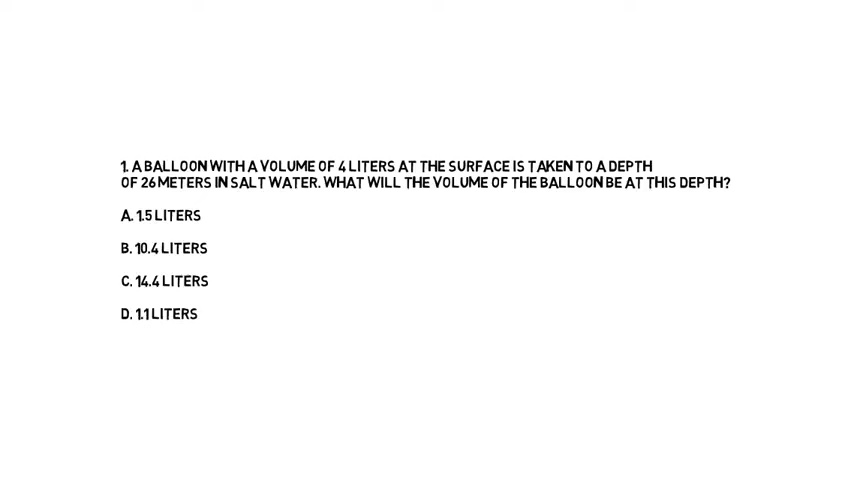 1. A BALLOON WITH A VOLUME OF 4 LITERS AT THE SURFACE IS TAKEN TO A DEPTH
OF 26 METERS IN SALT WATER. WHAT WILL THE VOLUME OF THE BALLOON BE AT THIS DEPTH?
A. 1.5 LITERS
B. 10.4 LITERS
C. 14.4 LITERS
D. 1.1 LITERS